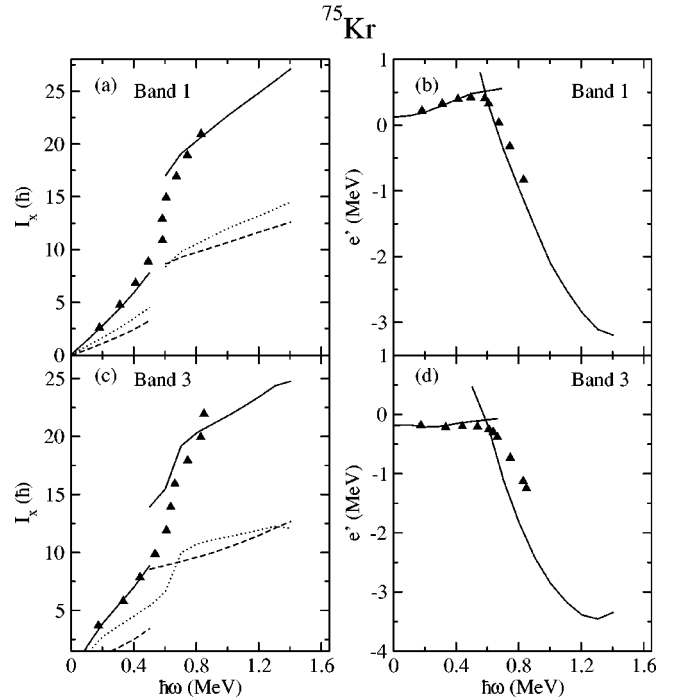 ⁷⁵Kr
(a) Band 1
25
20
15
10
5
0
Iₓ (ħ)
(b) Band 1
1
0
-1
-2
-3
e' (MeV)
(c) Band 3
25
20
15
10
5
Iₓ (ħ)
0 0.4 0.8 1.2 1.6
ħω (MeV)
(d) Band 3
1
0
-1
-2
-3
-4
e' (MeV)
0 0.4 0.8 1.2 1.6
ħω (MeV)